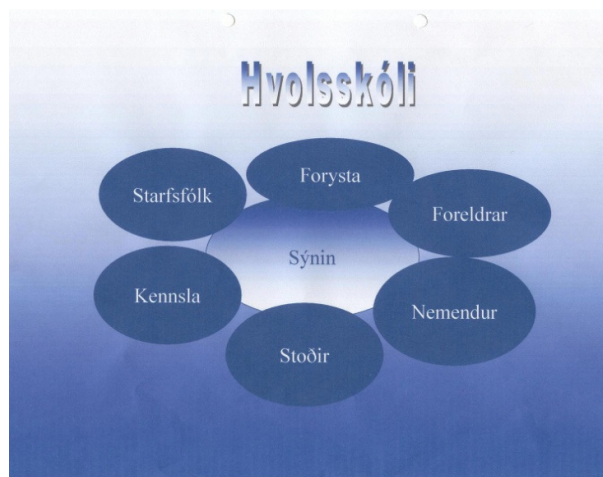 Hvolsskóli
Forysta
Starfsfólk
Foreldrar
Sýnin
Kennsla
Nemendur
Stoðir